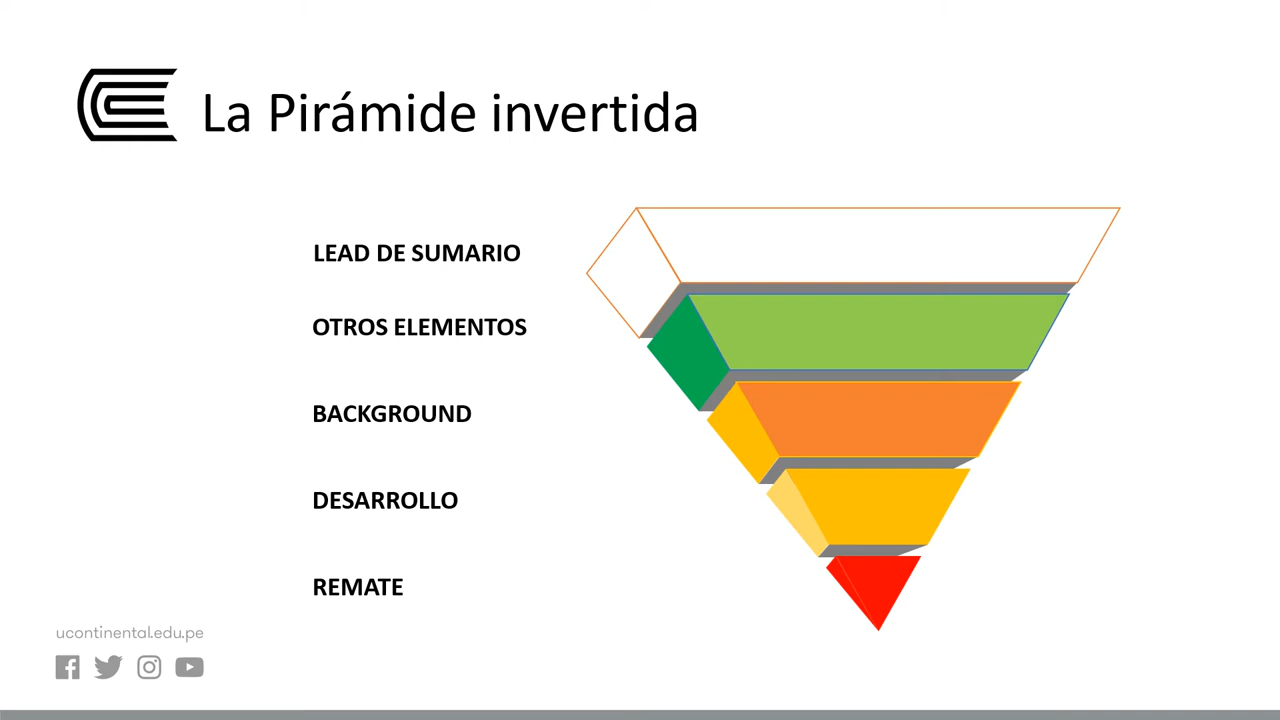 La Pirámide invertida
LEAD DE SUMARIO
OTROS ELEMENTOS
BACKGROUND
DESARROLLO
REMATE
ucontinental.edu.pe